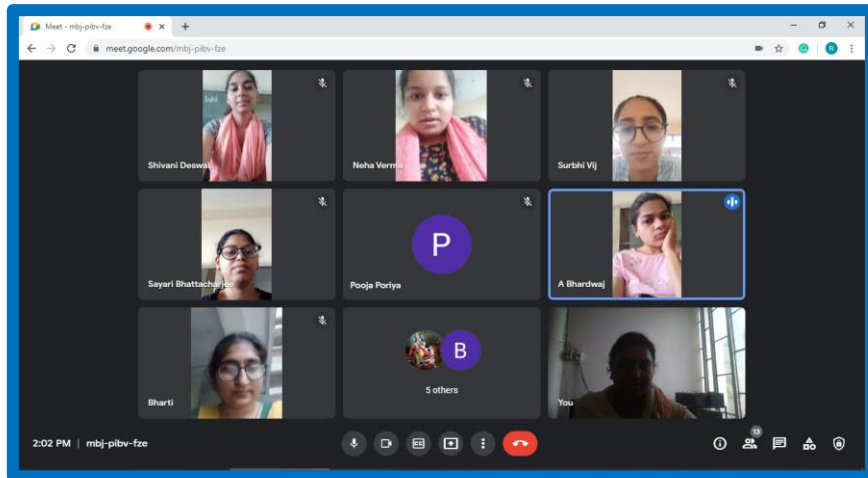 Meet - mbj-pibv-fze
meet.google.com/mbj-pibv-fze
R
Shivani Deswal
Neha Verma
Surbhi Vij
Sayari Bhattacharjee
P
Pooja Poriya
A Bhardwaj
Bharti
B
5 others
You
2:02 PM | mbj-pibv-fze
CC
13